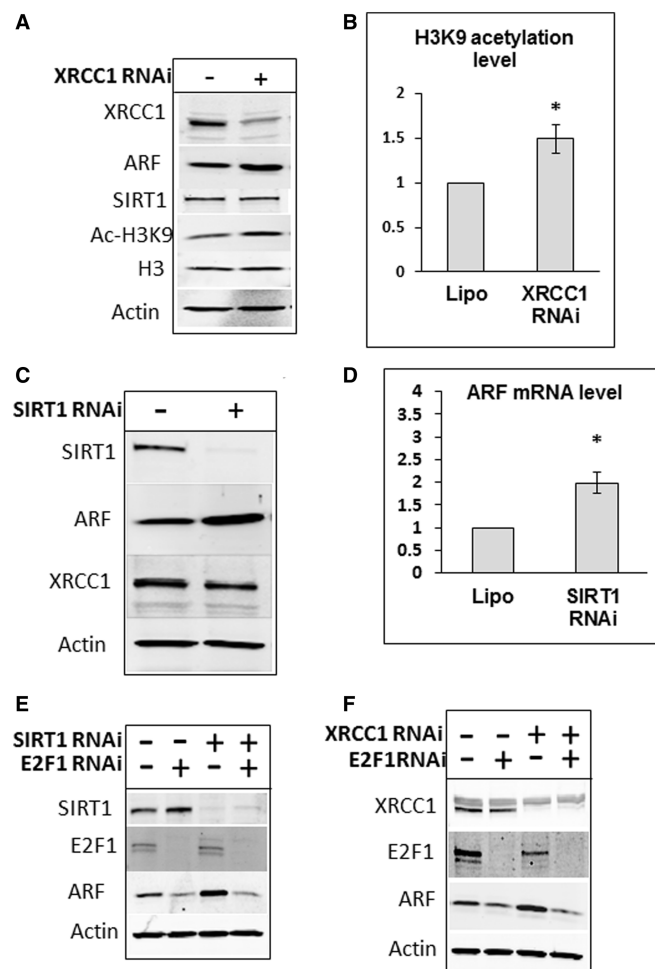 A
XRCC1 RNAi - +
XRCC1
ARF
SIRT1
Ac-H3K9
H3
Actin
B
H3K9 acetylation
level
2
1.5
1
0.5
0
*
Lipo XRCC1
RNAi
C
SIRT1 RNAi - +
SIRT1
ARF
XRCC1
Actin
D
ARF mRNA level
4
3.5
3
2.5
2
1.5
1
0.5
0
*
Lipo SIRT1
RNAi
E
SIRT1 RNAi - - + +
E2F1 RNAi - + - +
SIRT1
E2F1
ARF
Actin
F
XRCC1 RNAi - - + +
E2F1RNAi - + - +
XRCC1
E2F1
ARF
Actin